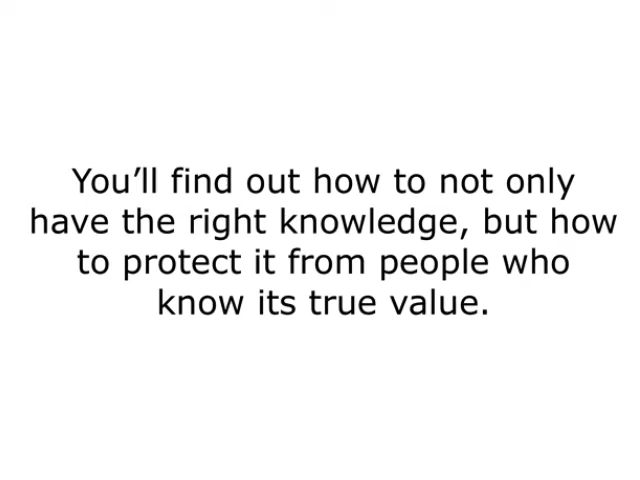 You’ll find out how to not only
have the right knowledge, but how
to protect it from people who
know its true value.